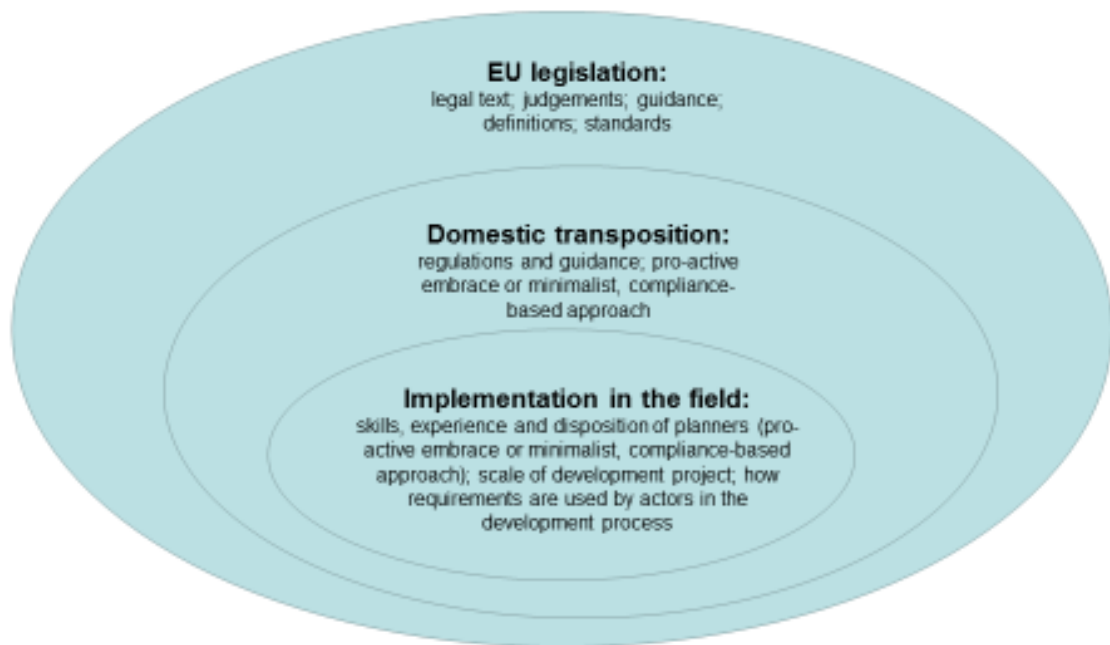 EU legislation:
legal text; judgements; guidance;
definitions; standards
Domestic transposition:
regulations and guidance; pro-active
embrace or minimalist, compliance-
based approach
Implementation in the field:
skills, experience and disposition of planners (pro-
active embrace or minimalist, compliance-based
approach); scale of development project; how
requirements are used by actors in the
development process